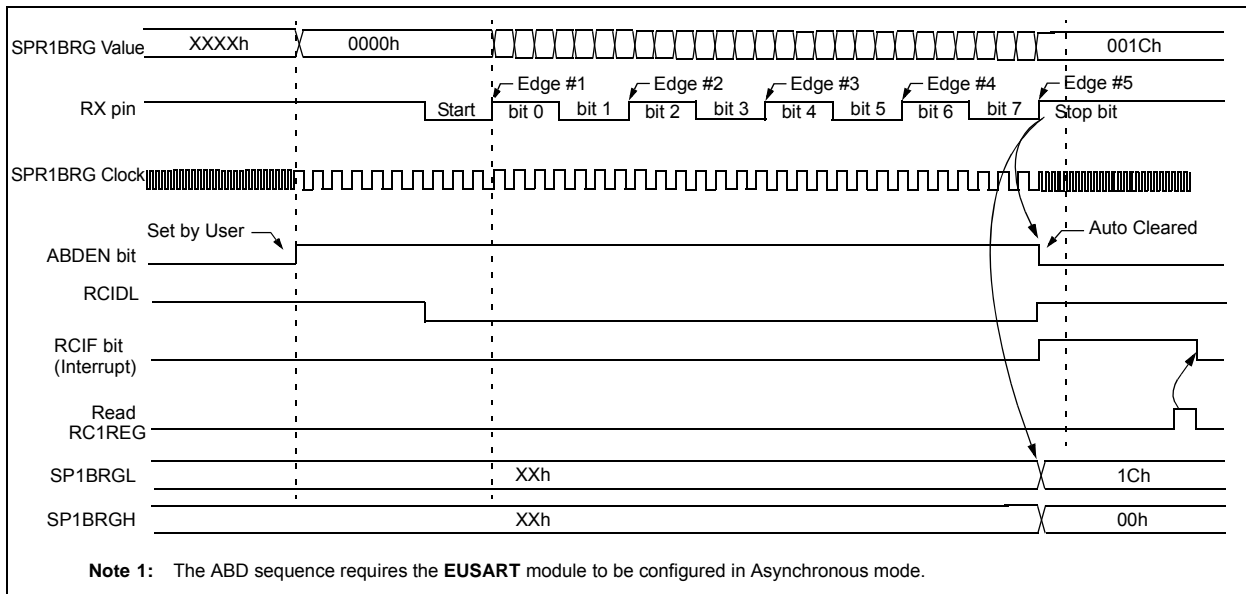 SPR1BRG Value XXXXh 0000h 001Ch
Edge #1 Edge #2 Edge #3 Edge #4 Edge #5
RX pin Start bit 0 bit 1 bit 2 bit 3 bit 4 bit 5 bit 6 bit 7 Stop bit
SPR1BRG Clock
Set by User Auto Cleared
ABDEN bit
RCIDL
RCIF bit
(Interrupt)
Read
RC1REG
SP1BRGL XXh 1Ch
SP1BRGH XXh 00h
Note 1: The ABD sequence requires the EUSART module to be configured in Asynchronous mode.